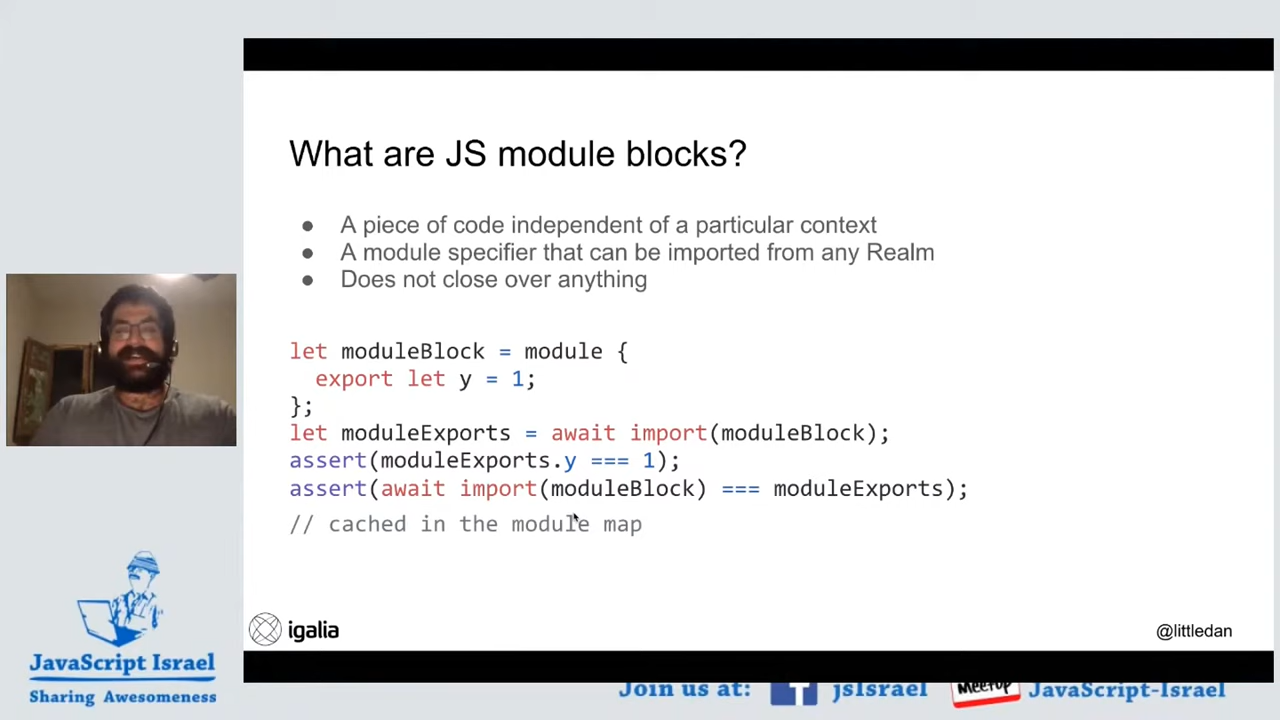 What are JS module blocks?
● A piece of code independent of a particular context
● A module specifier that can be imported from any Realm
● Does not close over anything
let moduleBlock = module {
  export let y = 1;
};
let moduleExports = await import(moduleBlock);
assert(moduleExports.y === 1);
assert(await import(moduleBlock) === moduleExports);
// cached in the module map
igalia
@littledan
JavaScript Israel
Sharing Awesomeness
Join us at: f jsIsrael Meetup JavaScript-Israel